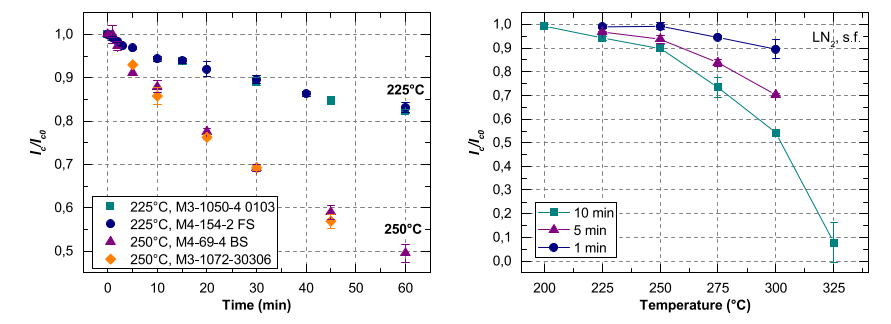 1,0
0,9
0,8
0,7
0,6
0,5
I_c/I_c0
0
10
20
30
40
50
60
Time (min)
225°C
250°C
225°C, M3-1050-4 0103
225°C, M4-154-2 FS
250°C, M4-69-4 BS
250°C, M3-1072-30306
1,0
0,9
0,8
0,7
0,6
0,5
0,4
0,3
0,2
0,1
0,0
I_c/I_c0
200
225
250
275
300
325
Temperature (°C)
LN₂, s.f.
10 min
5 min
1 min